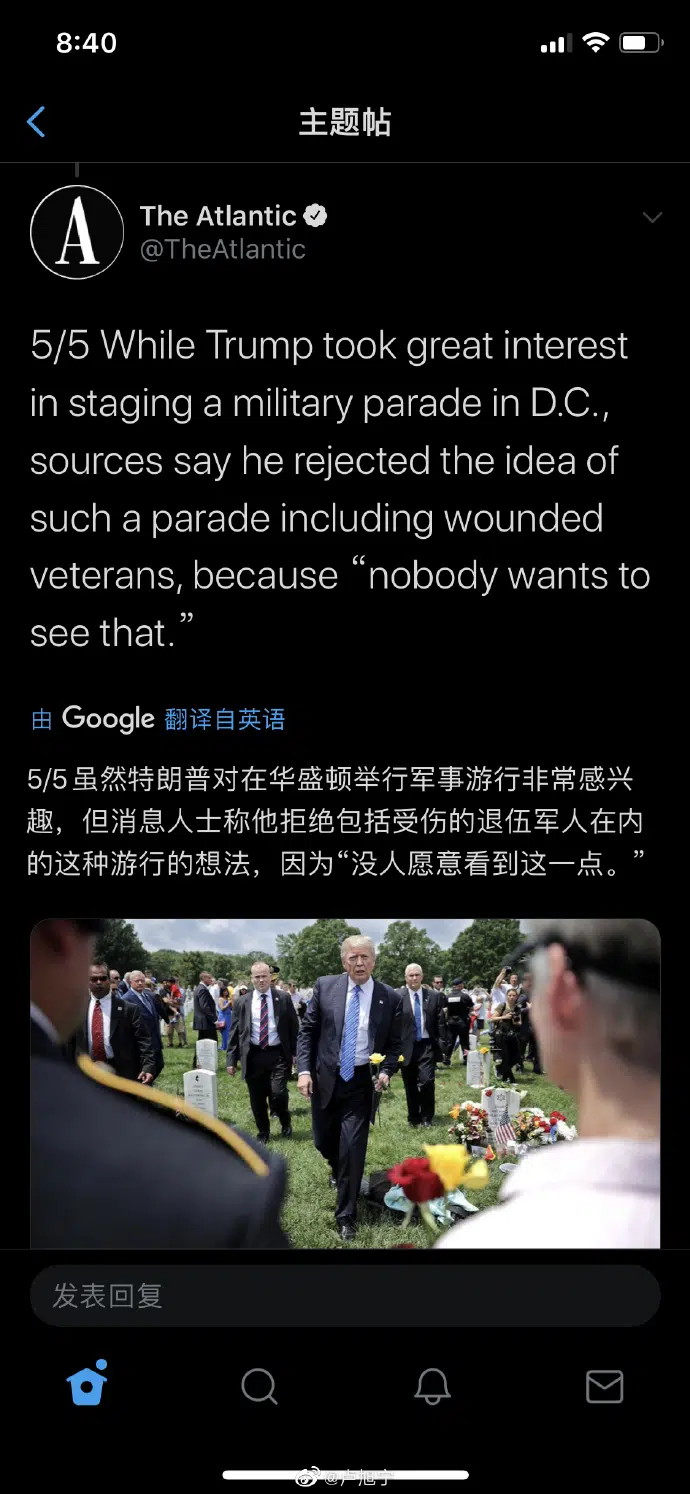 8:40
主题帖
The Atlantic
@TheAtlantic
5/5 While Trump took great interest
in staging a military parade in D.C.,
sources say he rejected the idea of
such a parade including wounded
veterans, because “nobody wants to
see that.”
由 Google 翻译自英语
5/5 虽然特朗普对在华盛顿举行军事游行非常感兴
趣，但消息人士称他拒绝包括受伤的退伍军人在内
的这种游行的想法，因为“没人愿意看到这一点。”
发表回复
@卢旭宁